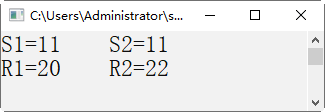 C:\Users\Administrator\s...
S1=11    S2=11
R1=20    R2=22